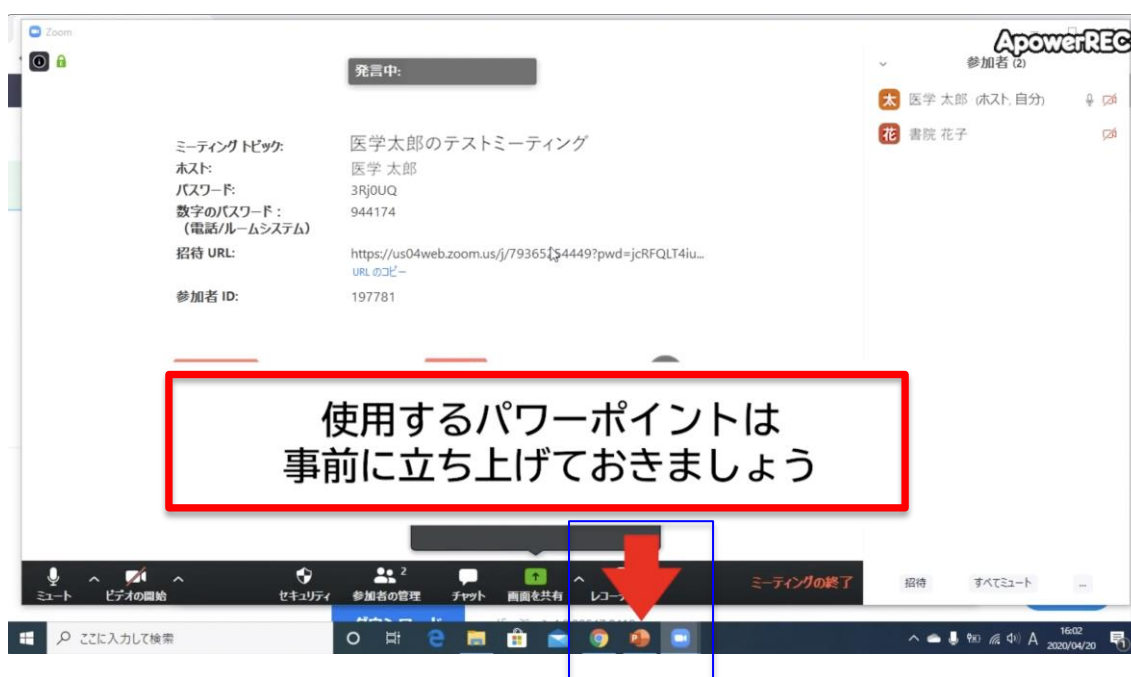 Zoom
ApowerREC
発言中:
参加者 (2)
太 医学 太郎 (ホスト, 自分)
花 書院 花子
ミーティング トピック: 医学太郎のテストミーティング
ホスト: 医学 太郎
パスワード: 3Rj0UQ
数字のパスワード: 944174
(電話/ルームシステム)
招待 URL:
URL のコピー
参加者 ID: 197781
使用するパワーポイントは
事前に立ち上げておきましょう
2
ミュート ビデオの開始 セキュリティ 参加者の管理 チャット 画面を共有 ミーティングの終了
招待 すべてミュート ...
ここに入力して検索
A 16:02
2020/04/20
1